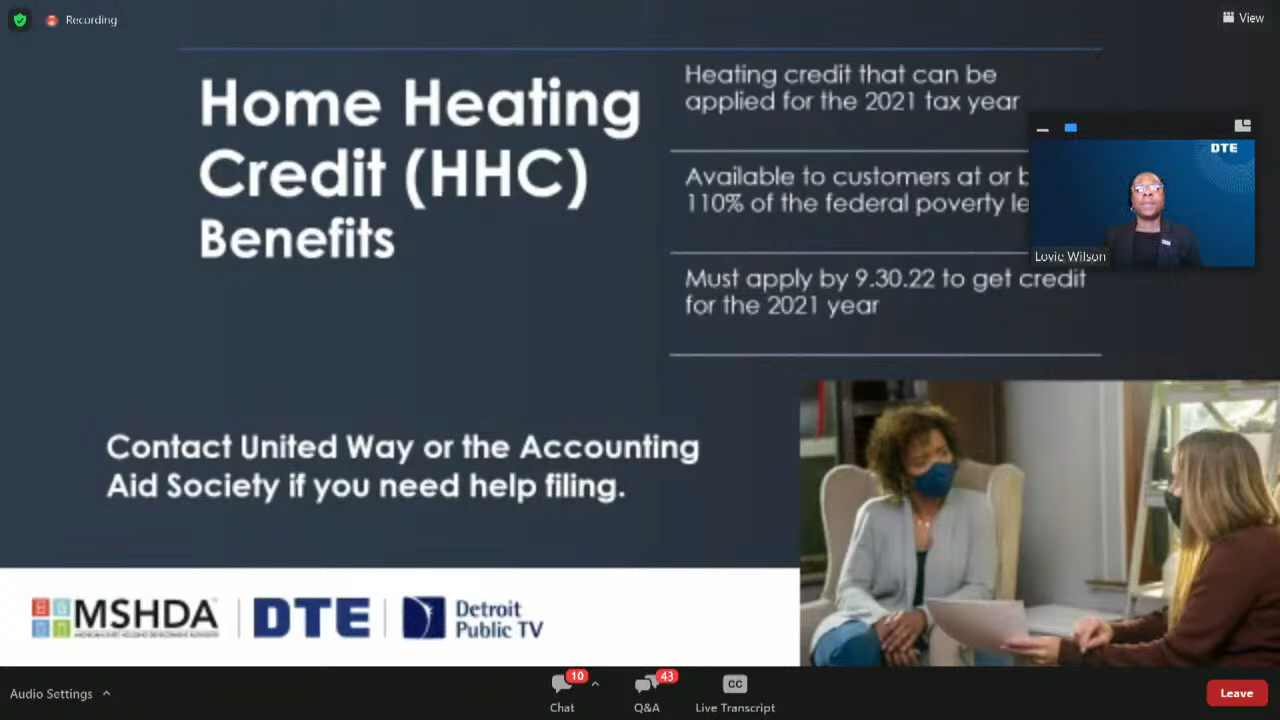 Recording
View
Home Heating
Credit (HHC)
Benefits
Heating credit that can be
applied for the 2021 tax year
Available to customers at or
110% of the federal poverty
Must apply by 9.30.22 to get credit
for the 2021 year
DTE
Lovie Wilson
Contact United Way or the Accounting
Aid Society if you need help filing.
MSHDA
DTE
Detroit
Public TV
Audio Settings
10
Chat
43
Q&A
CC
Live Transcript
Leave